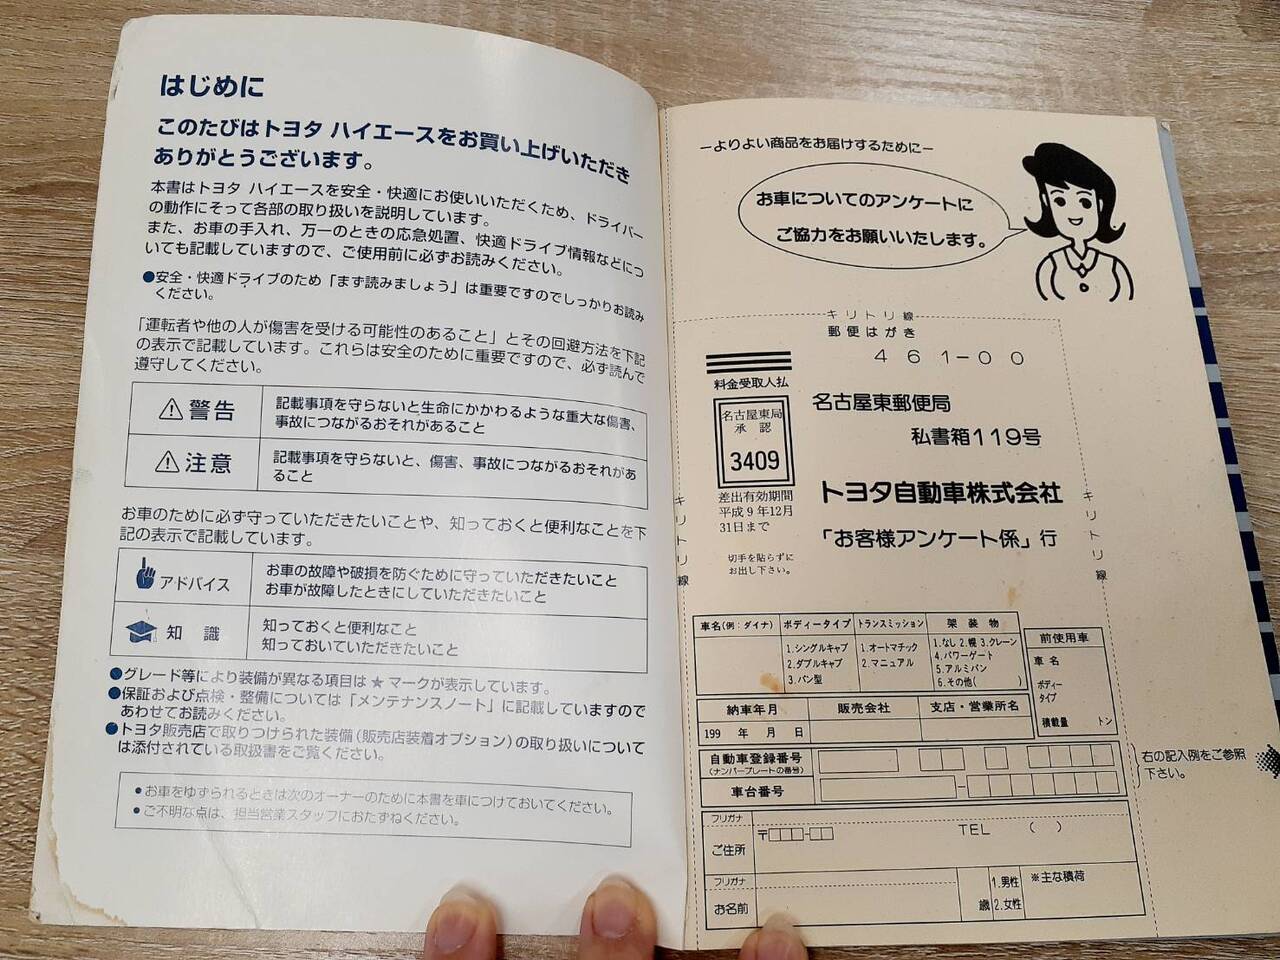 はじめに
このたびはトヨタ ハイエースをお買い上げいただき
ありがとうございます。
本書はトヨタ ハイエースを安全・快適にお使いいただくため、ドライバー
の動作にそって各部の取り扱いを説明しています。
また、お車の手入れ、万一のときの応急処置、快適ドライブ情報などにつ
いても記載していますので、ご使用前に必ずお読みください。
●安全・快適ドライブのため「まず読みましょう」は重要ですのでしっかりお読み
ください。
「運転者や他の人が傷害を受ける可能性のあること」とその回避方法を下記
の表示で記載しています。これらは安全のために重要ですので、必ず読んで
遵守してください。
⚠警告
記載事項を守らないと生命にかかわるような重大な傷害、
事故につながるおそれがあること
⚠注意
記載事項を守らないと、傷害、事故につながるおそれがあ
ること
お車のために必ず守っていただきたいことや、知っておくと便利なことを下
記の表示で記載しています。
アドバイス
お車の故障や破損を防ぐために守っていただきたいこと
お車が故障したときにしていただきたいこと
知 識
知っておくと便利なこと
知っておいていただきたいこと
●グレード等により装備が異なる項目は★マークが表示しています。
●保証および点検・整備については「メンテナンスノート」に記載していますので
あわせてお読みください。
●トヨタ販売店で取りつけられた装備(販売店装着オプション)の取り扱いについて
は添付されている取扱書をご覧ください。
●お車をゆずられるときは次のオーナーのために本書を車につけておいてください。
●ご不明な点は、担当営業スタッフにおたずねください。
−よりよい商品をお届けするために−
お車についてのアンケートに
ご協力をお願いいたします。
キリトリ線
郵便はがき
461-00
料金受取人払
名古屋東局
承 認
3409
差出有効期間
平成9年12月
31日まで
切手を貼らずに
お出し下さい。
名古屋東郵便局
私書箱119号
トヨタ自動車株式会社
「お客様アンケート係」行
キリトリ線
キリトリ線
車名(例:ダイナ)
ボディータイプ
1.シングルキャブ
2.ダブルキャブ
3.バン型
トランスミッション
1.オートマチック
2.マニュアル
架 装 物
1.なし 2.幌 3.クレーン
4.パワーゲート
5.アルミバン
6.その他( )
前使用車
車 名
ボディー
タイプ
積載量 トン
納車年月
199 年 月 日
販売会社
支店・営業所名
自動車登録番号
(ナンバープレートの番号)
車台番号
右の記入例をご参照
下さい。
フリガナ
ご住所
〒
TEL ( )
フリガナ
お名前
歳
1.男性
2.女性
※主な積荷